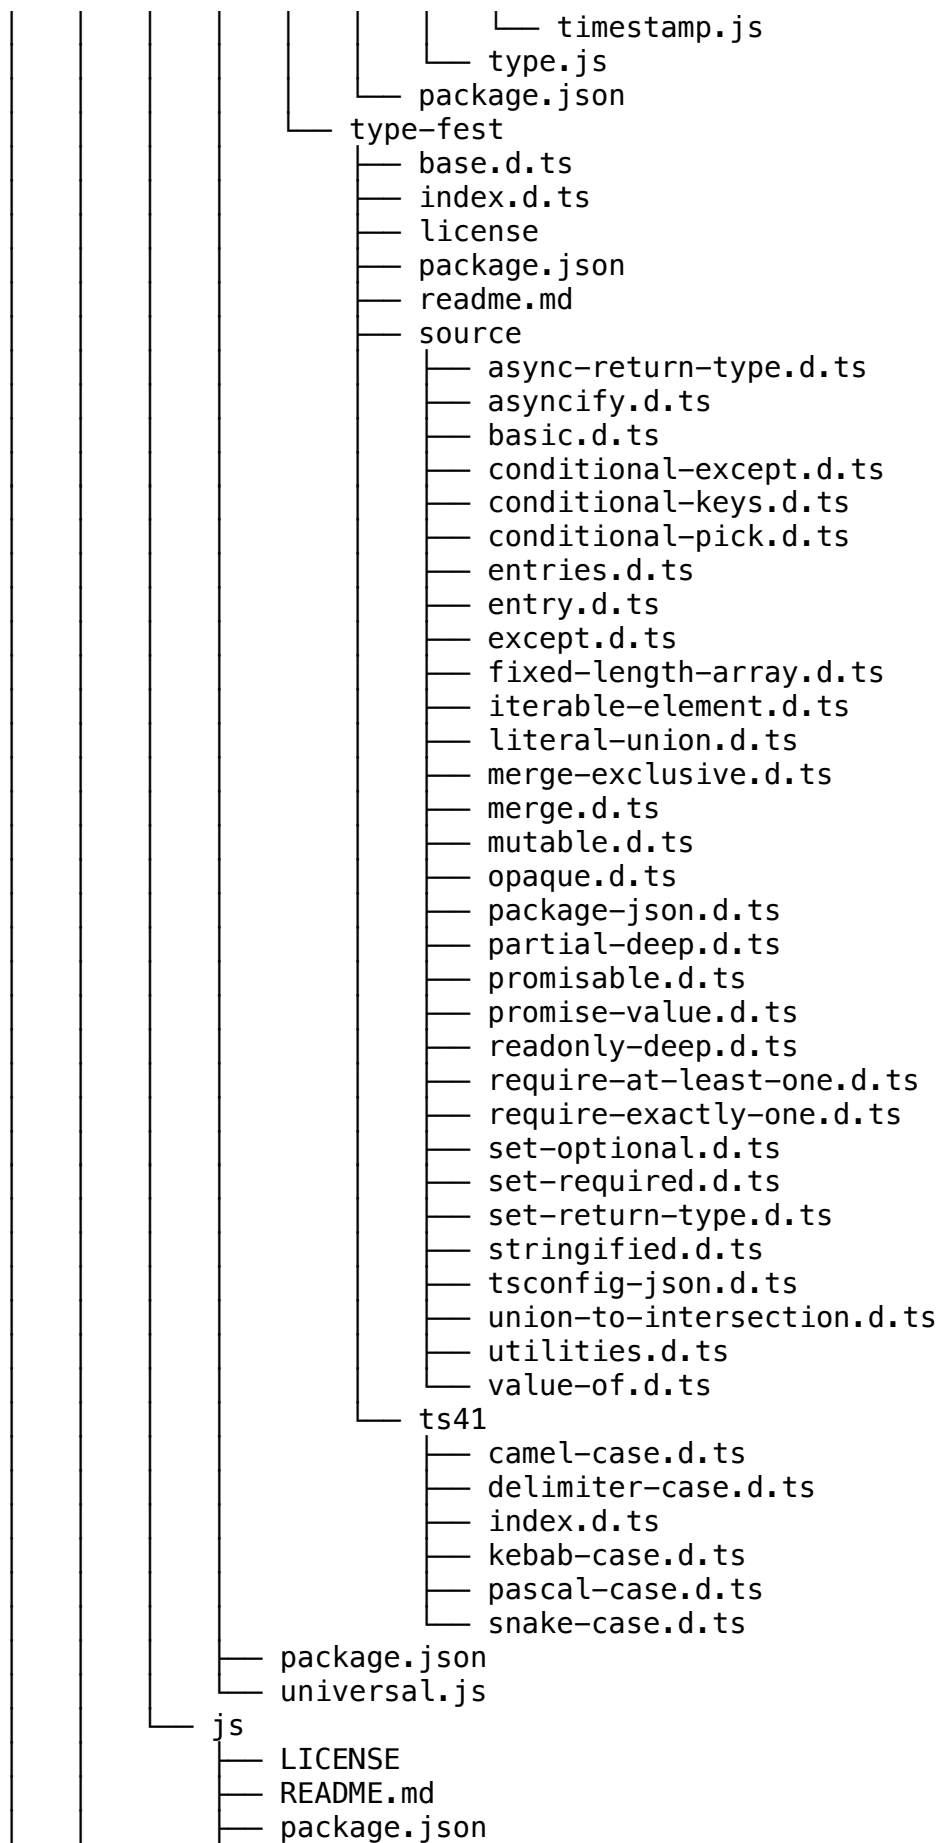 timestamp.js
type.js
package.json
type-fest
base.d.ts
index.d.ts
license
package.json
readme.md
source
async-return-type.d.ts
asyncify.d.ts
basic.d.ts
conditional-except.d.ts
conditional-keys.d.ts
conditional-pick.d.ts
entries.d.ts
entry.d.ts
except.d.ts
fixed-length-array.d.ts
iterable-element.d.ts
literal-union.d.ts
merge-exclusive.d.ts
merge.d.ts
mutable.d.ts
opaque.d.ts
package-json.d.ts
partial-deep.d.ts
promisable.d.ts
promise-value.d.ts
readonly-deep.d.ts
require-at-least-one.d.ts
require-exactly-one.d.ts
set-optional.d.ts
set-required.d.ts
set-return-type.d.ts
stringified.d.ts
tsconfig-json.d.ts
union-to-intersection.d.ts
utilities.d.ts
value-of.d.ts
ts41
camel-case.d.ts
delimiter-case.d.ts
index.d.ts
kebab-case.d.ts
pascal-case.d.ts
snake-case.d.ts
package.json
universal.js
js
LICENSE
README.md
package.json